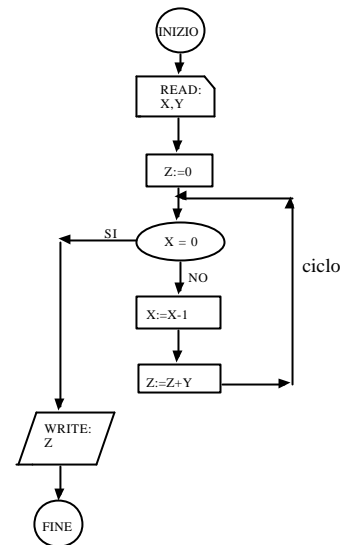 INIZIO
READ:
X,Y
Z:=0
X = 0
SI
NO
ciclo
X:=X-1
Z:=Z+Y
WRITE:
Z
FINE